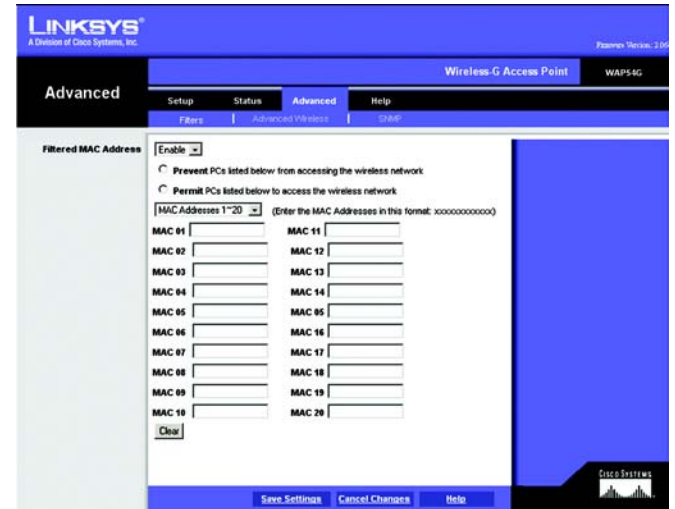 LINKSYS®
A Division of Cisco Systems, Inc.
Firmware Version: 2.06
Wireless-G Access Point WAP54G
Advanced
Setup Status Advanced Help
Filters | Advanced Wireless | SNMP
Filtered MAC Address
Enable
Prevent PCs listed below from accessing the wireless network
Permit PCs listed below to access the wireless network
MAC Addresses 1~20 (Enter the MAC Addresses in this format: xxxxxxxxxxxx)
MAC 01 MAC 11
MAC 02 MAC 12
MAC 03 MAC 13
MAC 04 MAC 14
MAC 05 MAC 05
MAC 06 MAC 16
MAC 07 MAC 17
MAC 08 MAC 18
MAC 09 MAC 19
MAC 10 MAC 20
Clear
Save Settings Cancel Changes Help
CISCO SYSTEMS